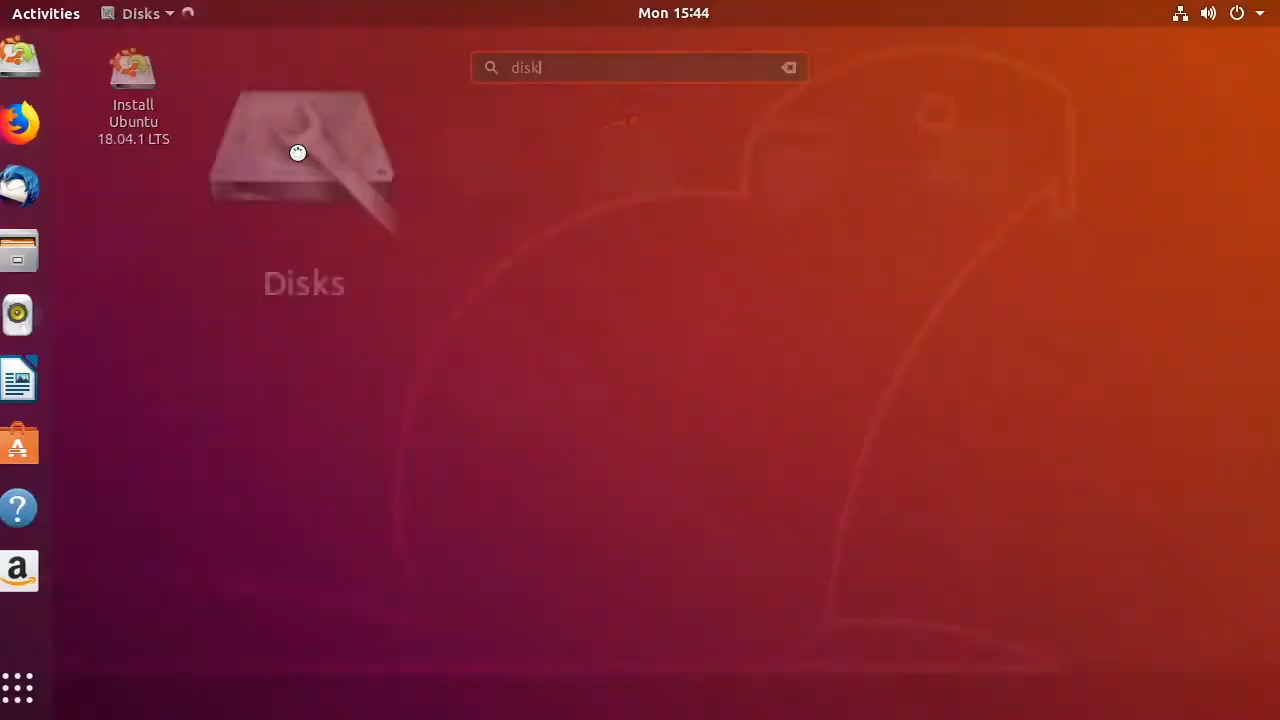 Activities
Disks
Mon 15:44
disk
Install
Ubuntu
18.04.1 LTS
Disks